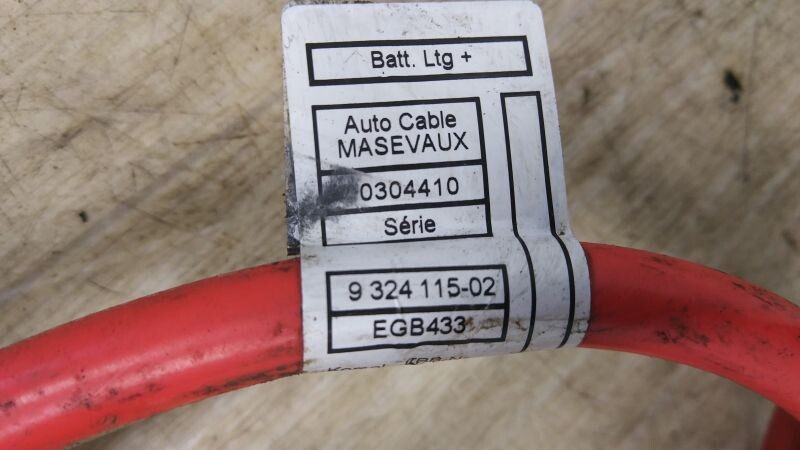 Batt. Ltg +
Auto Cable
MASEVAUX
0304410
Série
9 324 115-02
EGB433